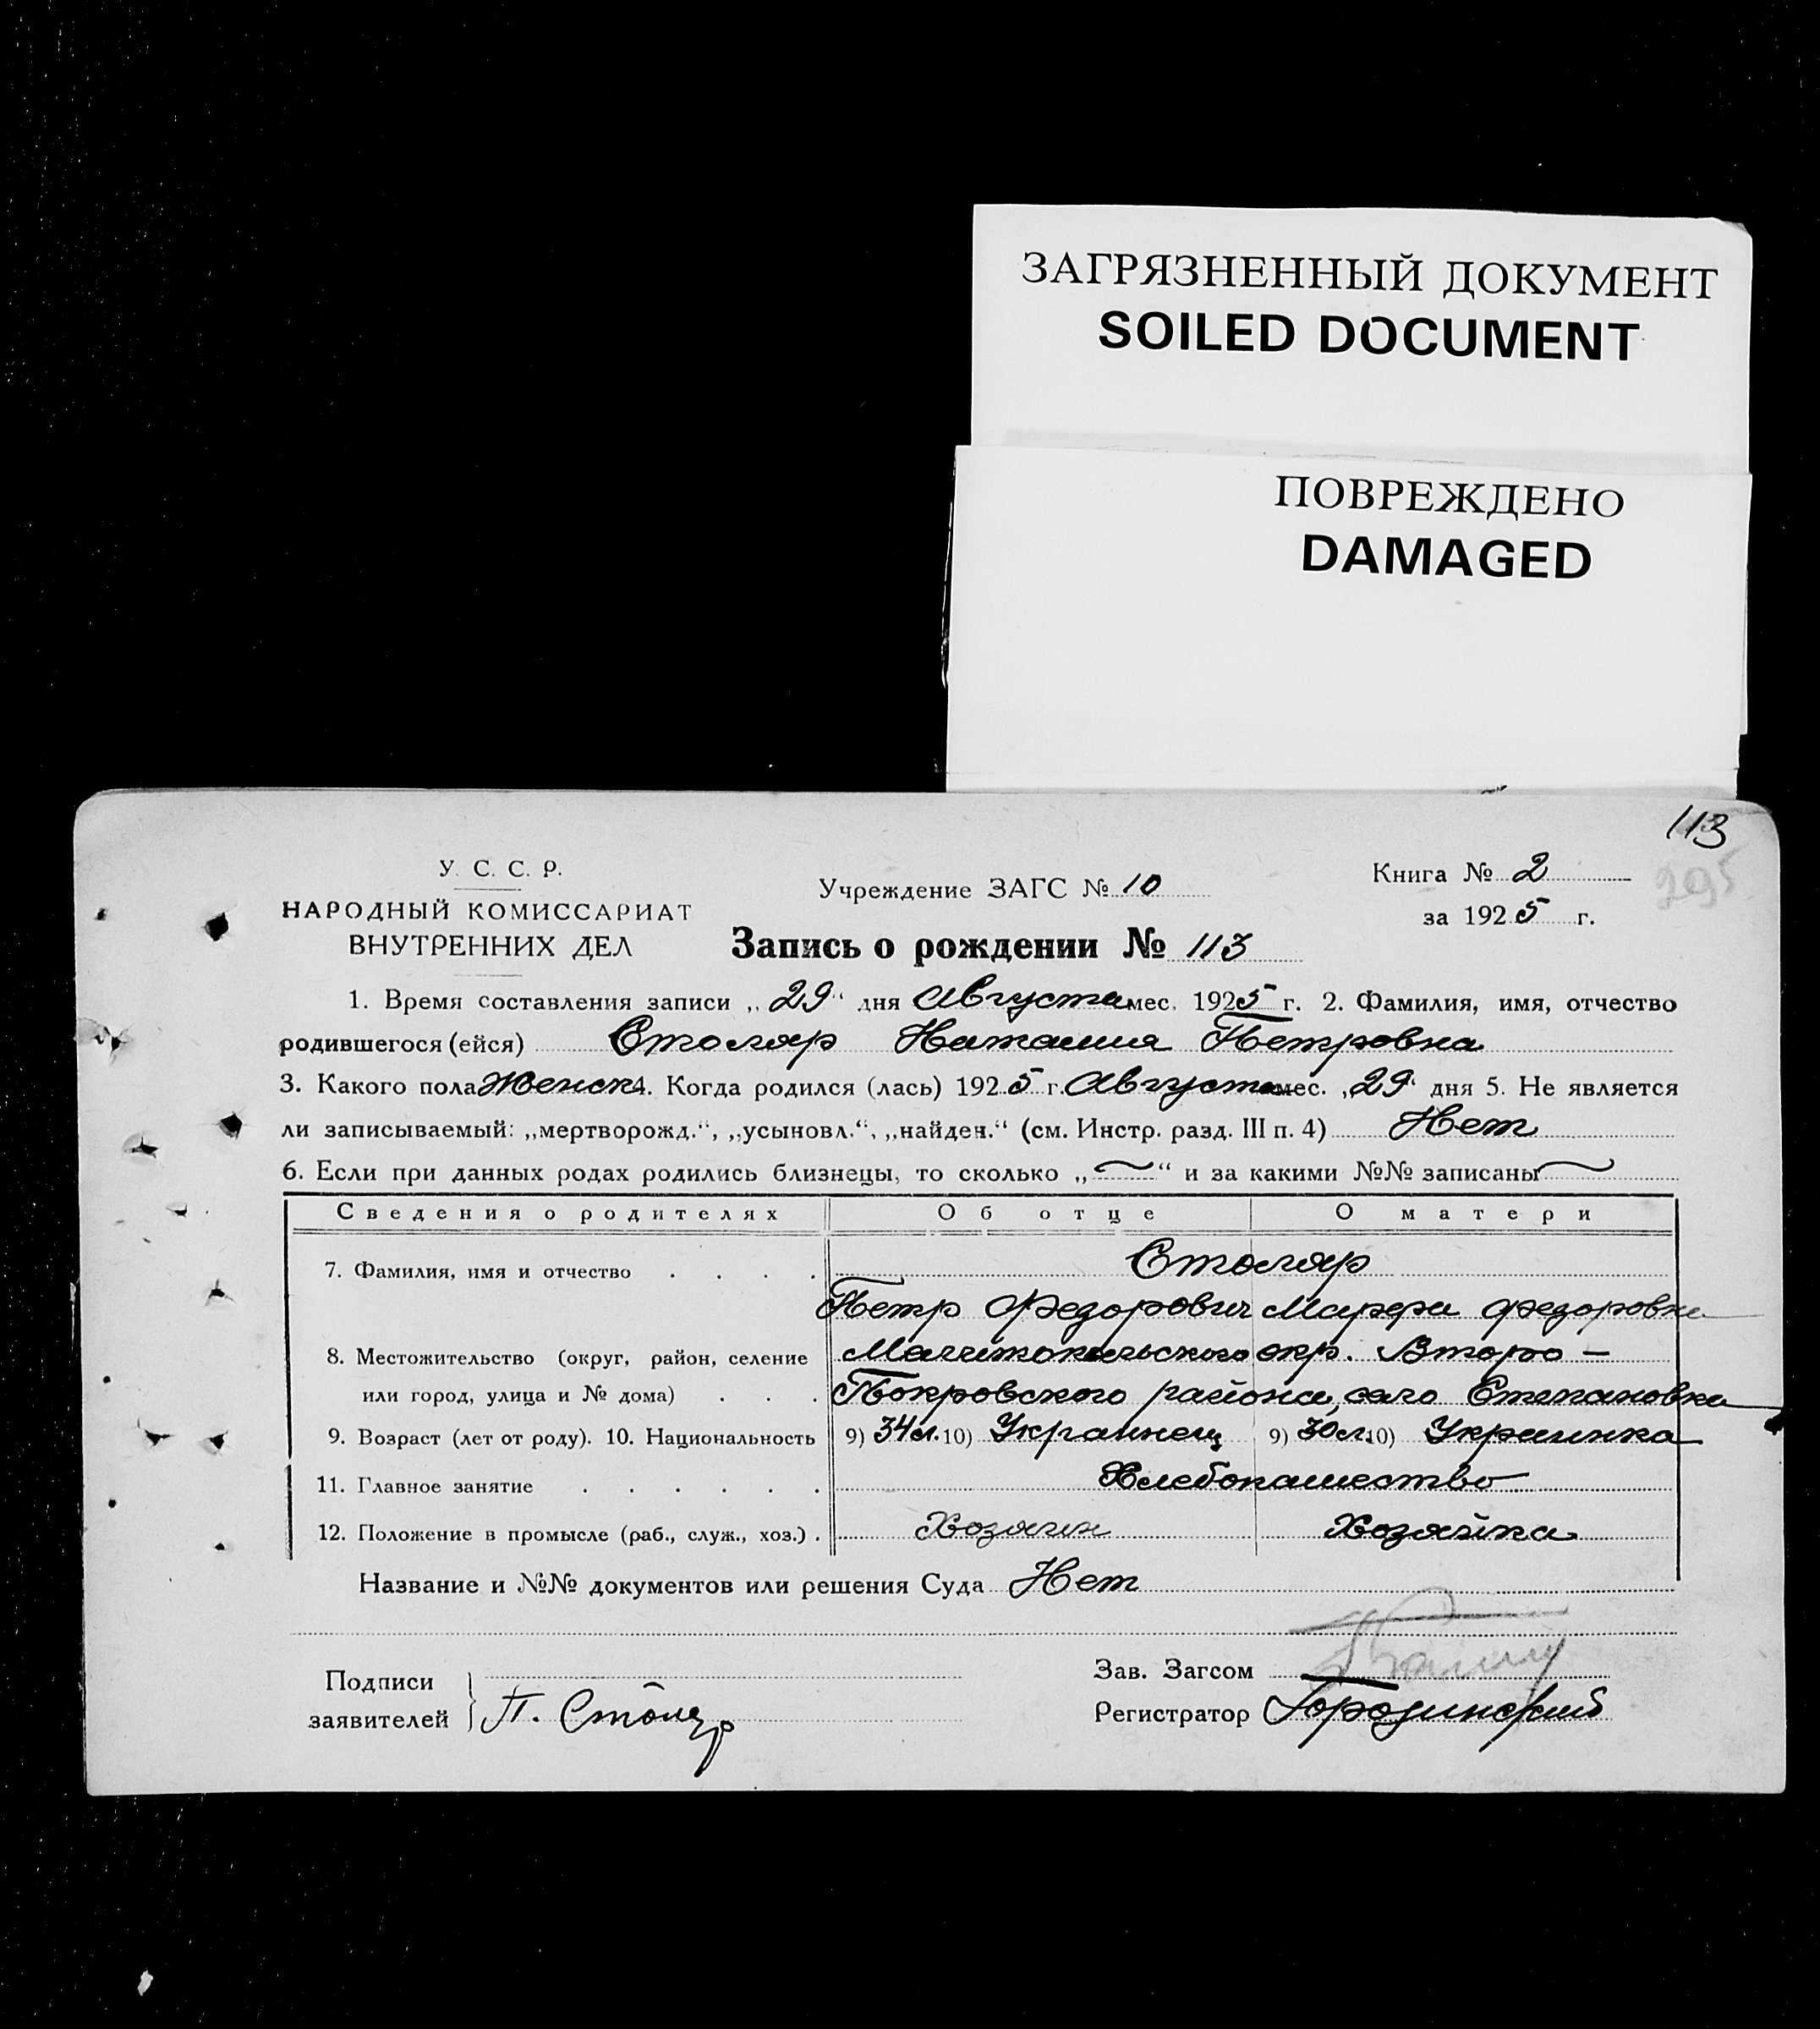 ЗАГРЯЗНЕННЫЙ ДОКУМЕНТ
SOILED DOCUMENT
ПОВРЕЖДЕНО
DAMAGED
113
295
У. С. С. Р.
НАРОДНЫЙ КОМИССАРИАТ
ВНУТРЕННИХ ДЕЛ
Учреждение ЗАГС № 10
Книга № 2
за 1925 г.
Запись о рождении № 113
1. Время составления записи „29“ дня Августа мес. 1925 г. 2. Фамилия, имя, отчество
родившегося (ейся) Столяр Наталия Петровна
3. Какого пола Женск 4. Когда родился (лась) 1925 г. Августа мес. „29“ дня 5. Не является
ли записываемый: „мертворожд.“, „усыновл.“, „найден.“ (см. Инстр. разд. III п. 4) Нет
6. Если при данных родах родились близнецы, то сколько „—“ и за какими №№ записаны —
Сведения о родителях Об отце О матери
7. Фамилия, имя и отчество . . . . Столяр
Петр Федорович Федоровна
8. Местожительство (округ, район, селение окр. Второ —
или город, улица и № дома) . . . Покровского района, село Степановка
9. Возраст (лет от роду). 10. Национальность 9) 34 л. 10) Украинец 9) 30 л. 10) Украинка
11. Главное занятие . . . . . . Хлебопашество
12. Положение в промысле (раб., служ., хоз.) . Хозяин Хозяйка
Название и №№ документов или решения Суда Нет
Подписи
заявителей П. Столяр
Зав. Загсом
Регистратор Городинский